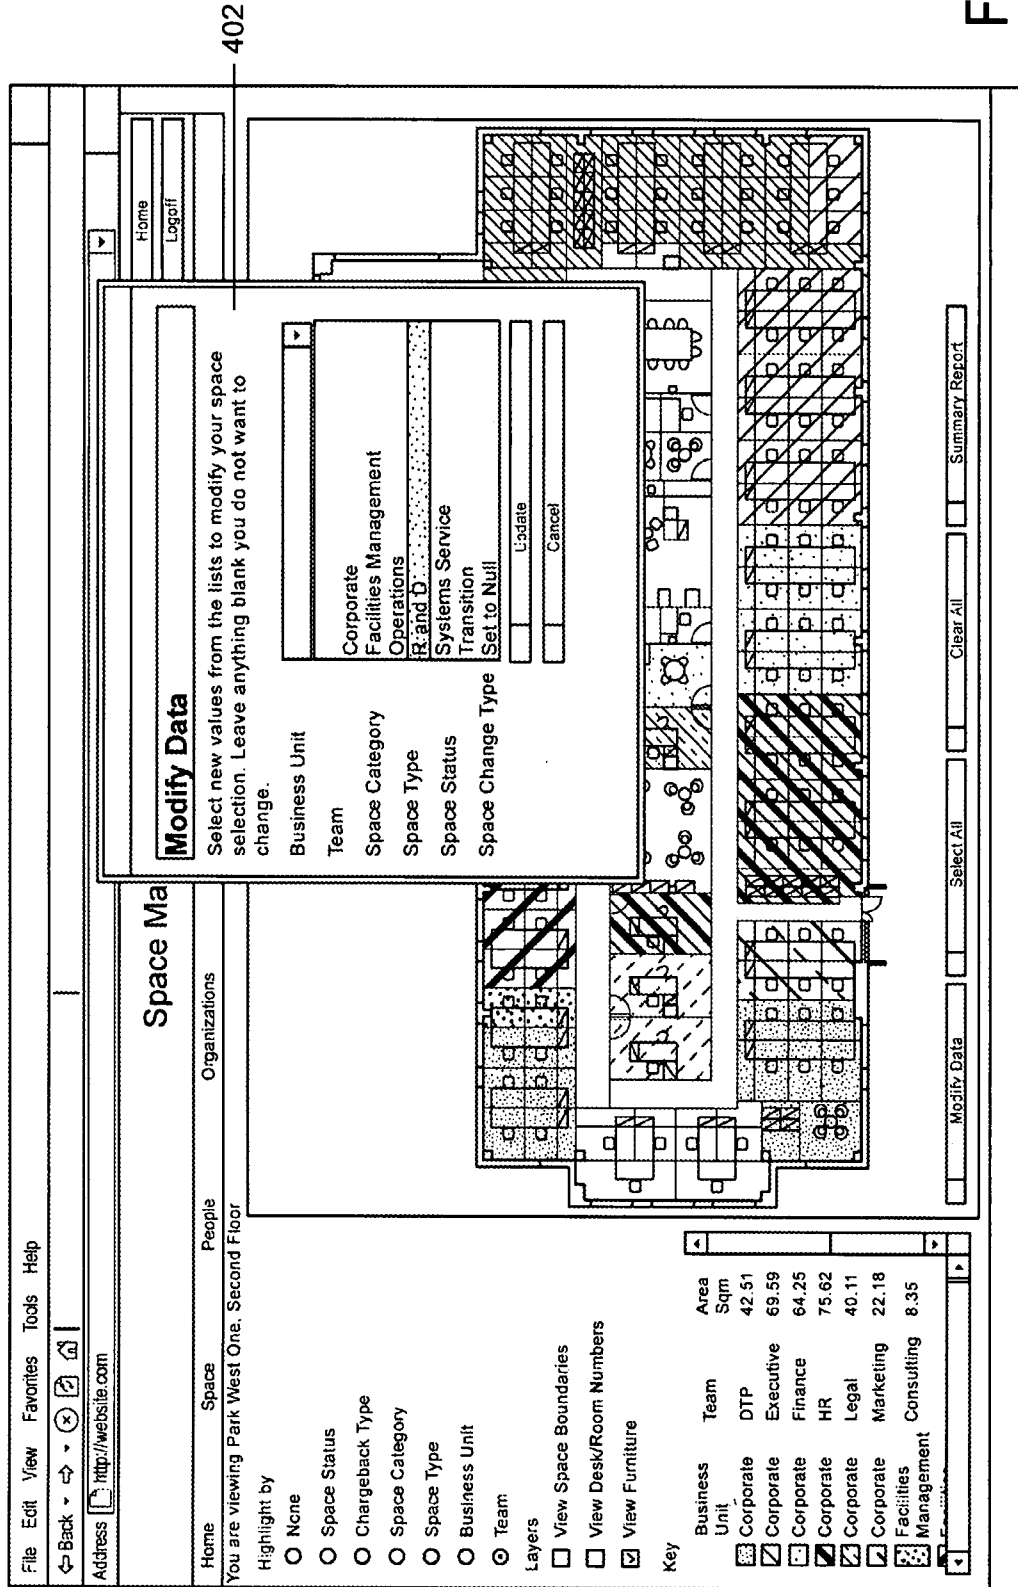 File Edit View Favorites Tools Help
Back
Address http://website.com
Space Ma
Home
Logoff
Home Space People Organizations
You are viewing Park West One, Second Floor
Highlight by
None
Space Status
Chargeback Type
Space Category
Space Type
Business Unit
Team
Layers
View Space Boundaries
View Desk/Room Numbers
View Furniture
Key
Business Unit Team Area Sqm
Corporate DTP 42.51
Corporate Executive 69.59
Corporate Finance 64.25
Corporate HR 75.62
Corporate Legal 40.11
Corporate Marketing 22.18
Facilities Management Consulting 8.35
Modify Data
Select new values from the lists to modify your space
selection. Leave anything blank you do not want to
change.
Business Unit
Team
Space Category
Space Type
Space Status
Space Change Type
Corporate
Facilities Management
Operations
R and D
Systems Service
Transition
Set to Null
Update
Cancel
Modify Data Select All Clear All Summary Report
402
F